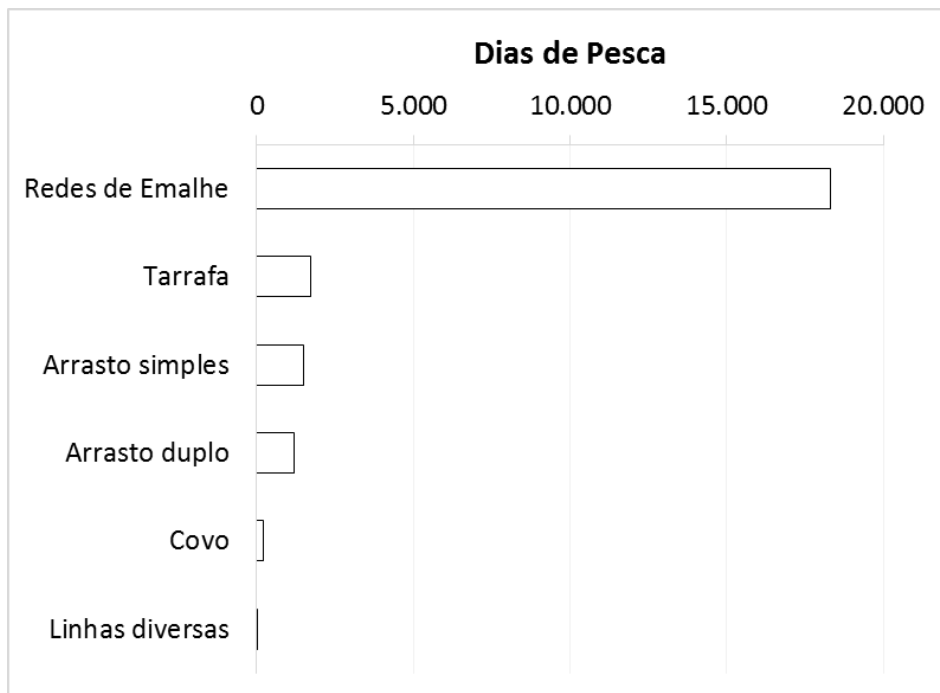 Dias de Pesca
0 5.000 10.000 15.000 20.000
Redes de Emalhe
Tarrafa
Arrasto simples
Arrasto duplo
Covo
Linhas diversas